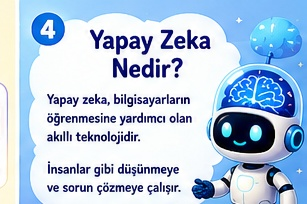 4
Yapay Zeka
Nedir?
Yapay zeka, bilgisayarların
öğrenmesine yardımcı olan
akıllı teknolojidir.
İnsanlar gibi düşünmeye
ve sorun çözmeye çalışır.